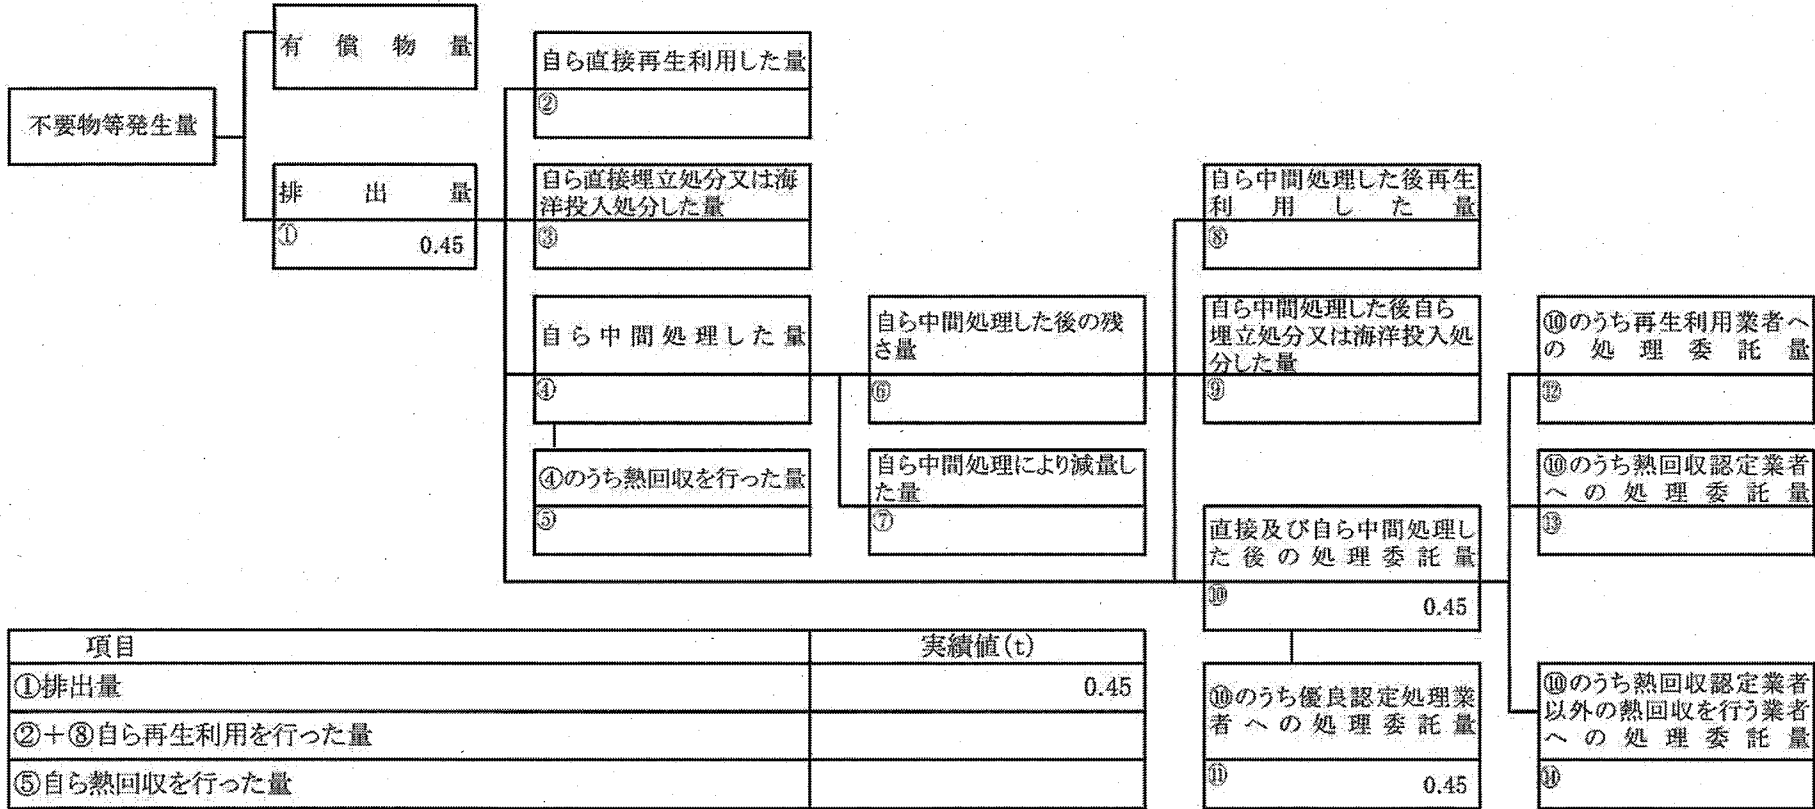 不要物等発生量
有償物量
排出量
①
0.45
自ら直接再生利用した量
②
自ら直接埋立処分又は海
洋投入処分した量
③
自ら中間処理した量
④
④のうち熱回収を行った量
⑤
自ら中間処理した後の残
さ量
⑥
自ら中間処理により減量し
た量
⑦
自ら中間処理した後再生
利用した量
⑧
自ら中間処理した後自ら
埋立処分又は海洋投入処
分した量
⑨
直接及び自ら中間処理し
た後の処理委託量
⑩
0.45
⑩のうち優良認定処理業
者への処理委託量
⑪
0.45
⑩のうち再生利用業者へ
の処理委託量
⑫
⑩のうち熱回収認定業者
への処理委託量
⑬
⑩のうち熱回収認定業者
以外の熱回収を行う業者
への処理委託量
⑭
項目 実績値(t)
①排出量 0.45
②+⑧自ら再生利用を行った量
⑤自ら熱回収を行った量